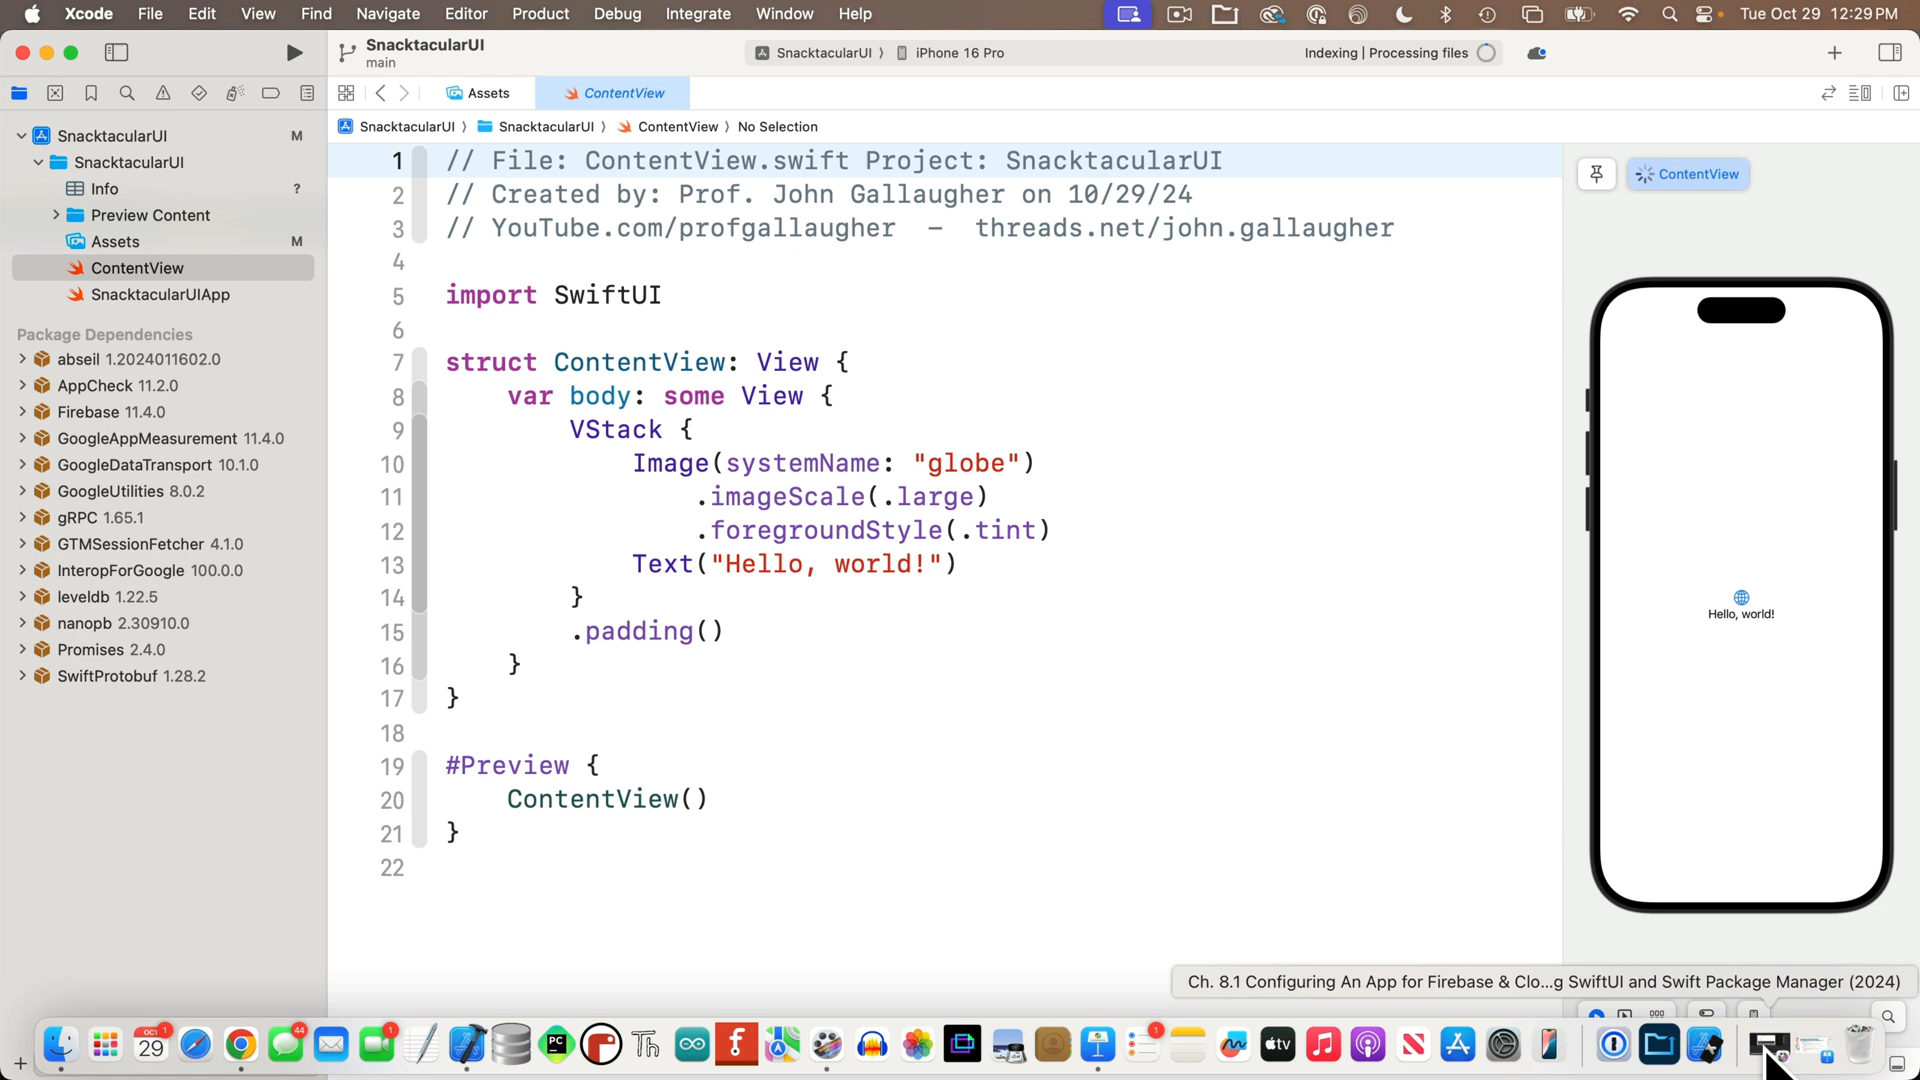 Xcode File Edit View Find Navigate Editor Product Debug Integrate Window Help Tue Oct 29 12:29 PM
SnacktacularUI
main
SnacktacularUI iPhone 16 Pro Indexing | Processing files
Assets ContentView
SnacktacularUI SnacktacularUI ContentView No Selection
SnacktacularUI M
SnacktacularUI
Info ?
Preview Content
Assets M
ContentView
SnacktacularUIApp
Package Dependencies
abseil 1.2024011602.0
AppCheck 11.2.0
Firebase 11.4.0
GoogleAppMeasurement 11.4.0
GoogleDataTransport 10.1.0
GoogleUtilities 8.0.2
gRPC 1.65.1
GTMSessionFetcher 4.1.0
InteropForGoogle 100.0.0
leveldb 1.22.5
nanopb 2.30910.0
Promises 2.4.0
SwiftProtobuf 1.28.2
1 // File: ContentView.swift Project: SnacktacularUI
2 // Created by: Prof. John Gallaugher on 10/29/24
3 // YouTube.com/profgallaugher – threads.net/john.gallaugher
4
5 import SwiftUI
6
7 struct ContentView: View {
8 var body: some View {
9 VStack {
10 Image(systemName: "globe")
11 .imageScale(.large)
12 .foregroundStyle(.tint)
13 Text("Hello, world!")
14 }
15 .padding()
16 }
17 }
18
19 #Preview {
20 ContentView()
21 }
22
ContentView
Hello, world!
Ch. 8.1 Configuring An App for Firebase & Clo...g SwiftUI and Swift Package Manager (2024)
OCT
29
1
44
1
PC
Th
f
1
tv